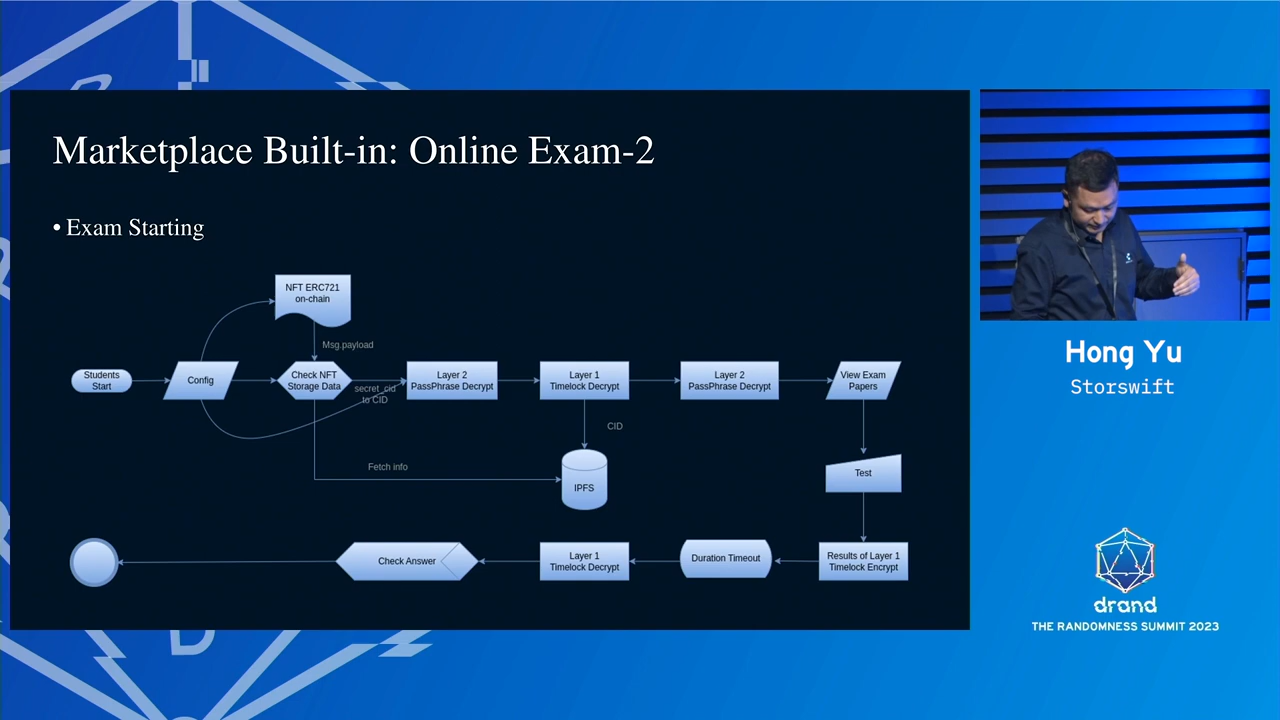 Marketplace Built-in: Online Exam-2
• Exam Starting
NFT ERC721
on-chain
Msg.payload
Students
Start
Config
Check NFT
Storage Data
secret_cid
to CID
Layer 2
PassPhrase Decrypt
Layer 1
Timelock Decrypt
Layer 2
PassPhrase Decrypt
View Exam
Papers
CID
Fetch info
IPFS
Test
Check Answer
Layer 1
Timelock Decrypt
Duration Timeout
Results of Layer 1
Timelock Encrypt
Hong Yu
Storswift
drand
THE RANDOMNESS SUMMIT 2023